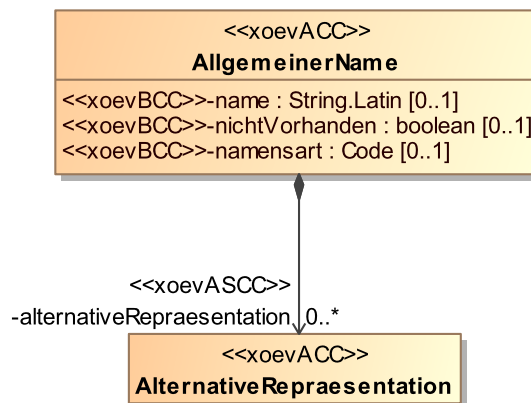 <<xoevACC>>
AllgemeinerName
<<xoevBCC>>-name : String.Latin [0..1]
<<xoevBCC>>-nichtVorhanden : boolean [0..1]
<<xoevBCC>>-namensart : Code [0..1]
<<xoevASCC>>
-alternativeRepraesentation 0..*
<<xoevACC>>
AlternativeRepraesentation